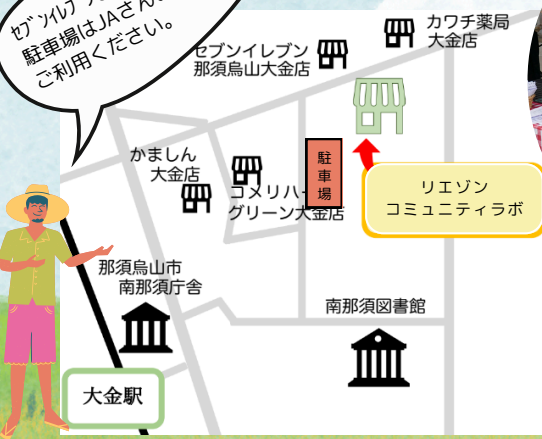 駐車場はJAさん
ご利用ください。
カワチ薬局
大金店
セブンイレブン
那須烏山大金店
かましん
大金店
駐車場
コメリハ
グリーン大金店
リエゾン
コミュニティラボ
那須烏山市
南那須庁舎
南那須図書館
大金駅